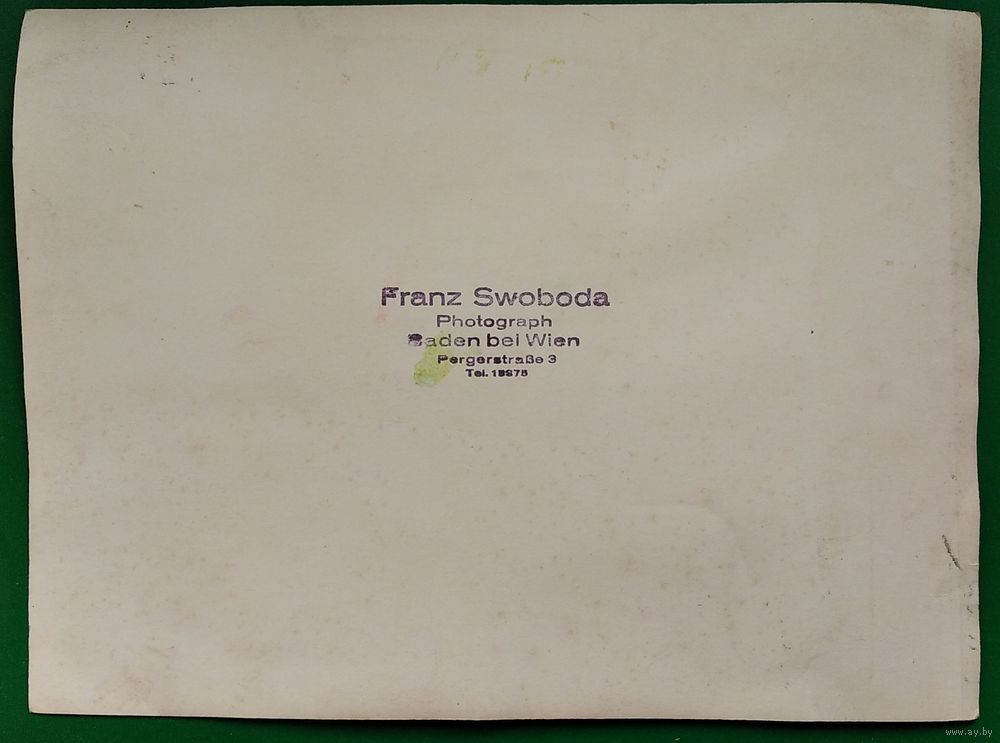 Franz Swoboda
Photograph
Baden bei Wien
Pergerstraße 3
Tel.
www.ay.by